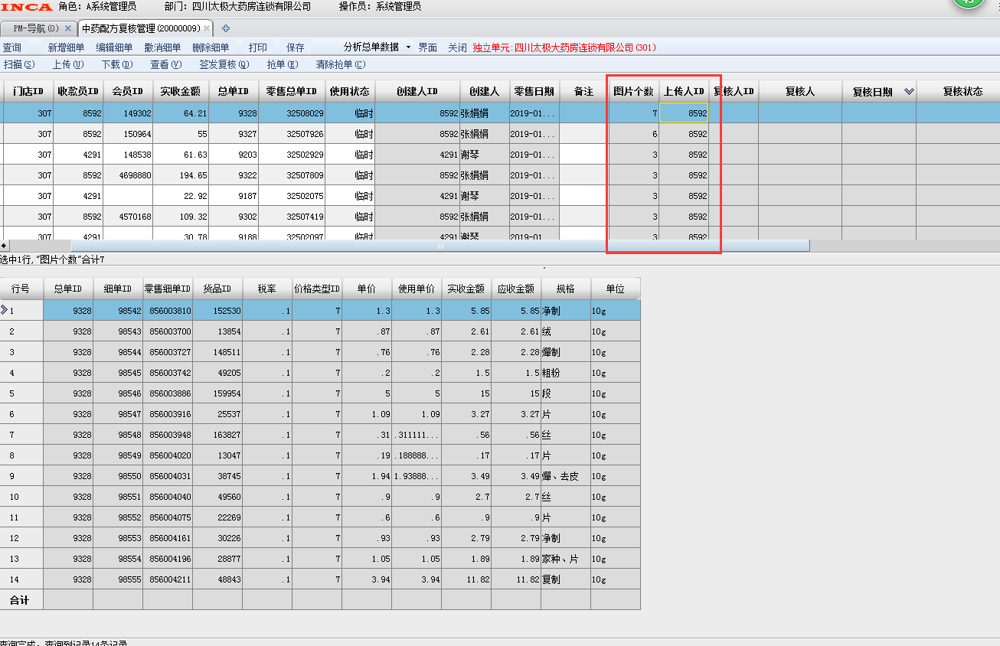 INCA 角色: A系统管理员 部门: 四川太极大药房连锁有限公司 操作员: 系统管理员
PM-导航(0) 中药配方复核管理(20000009)
查询 新增细单 编辑细单 撤消细单 删除细单 打印 保存 分析总单数据 界面 关闭 独立单元:四川太极大药房连锁有限公司(301)
扫描(S) 上传(U) 下载(D) 查看(V) 签发复核(Q) 抢单(E) 清除抢单(C)
门店ID 收款员ID 会员ID 实收金额 总单ID 零售总单ID 使用状态 创建人ID 创建人 零售日期 备注 图片个数 上传人ID 复核人ID 复核人 复核日期 复核状态
307 8592 149302 64.21 9328 32508029 临时 8592 张娟娟 2019-01... 7 8592
307 8592 150964 55 9327 32507926 临时 8592 张娟娟 2019-01... 6 8592
307 4291 148538 61.63 9203 32502929 临时 4291 谢琴 2019-01... 3 8592
307 8592 4698880 194.65 9322 32507809 临时 8592 张娟娟 2019-01... 3 8592
307 4291 22.92 9187 32502075 临时 4291 谢琴 2019-01... 3 8592
307 8592 4570168 109.32 9302 32507419 临时 8592 张娟娟 2019-01... 3 8592
307 4291 30.78 9188 32502097 临时 4291 谢琴 2019-01... 3 8592
选中1行,"图片个数"合计7
行号 总单ID 细单ID 零售细单ID 货品ID 税率 价格类型ID 单价 使用单价 实收金额 应收金额 规格 单位
1 9328 98542 856003810 152530 .1 7 1.3 1.3 5.85 5.85 净制 10g
2 9328 98543 856003700 13854 .1 7 .87 .87 2.61 2.61 绒 10g
3 9328 98544 856003727 148511 .1 7 .76 .76 2.28 2.28 燀制 10g
4 9328 98545 856003742 49205 .1 7 .2 .2 1.5 1.5 粗粉 10g
5 9328 98546 856003886 159954 .1 7 5 5 15 15 段 10g
6 9328 98547 856003916 25537 .1 7 1.09 1.09 3.27 3.27 片 10g
7 9328 98548 856003948 163827 .1 7 .31 .311111... .56 .56 丝 10g
8 9328 98549 856004020 13047 .1 7 .19 .188888... .17 .17 片 10g
9 9328 98550 856004031 38745 .1 7 1.94 1.93888... 3.49 3.49 燀、去皮 10g
10 9328 98551 856004040 49560 .1 7 .9 .9 2.7 2.7 丝 10g
11 9328 98552 856004075 22269 .1 7 .6 .6 .9 .9 片 10g
12 9328 98553 856004161 30226 .1 7 .93 .93 2.79 2.79 净制 10g
13 9328 98554 856004196 28877 .1 7 1.05 1.05 1.89 1.89 家种、片 10g
14 9328 98555 856004211 48843 .1 7 3.94 3.94 11.82 11.82 复制 10g
合计
查询完成，查询到记录14条记录